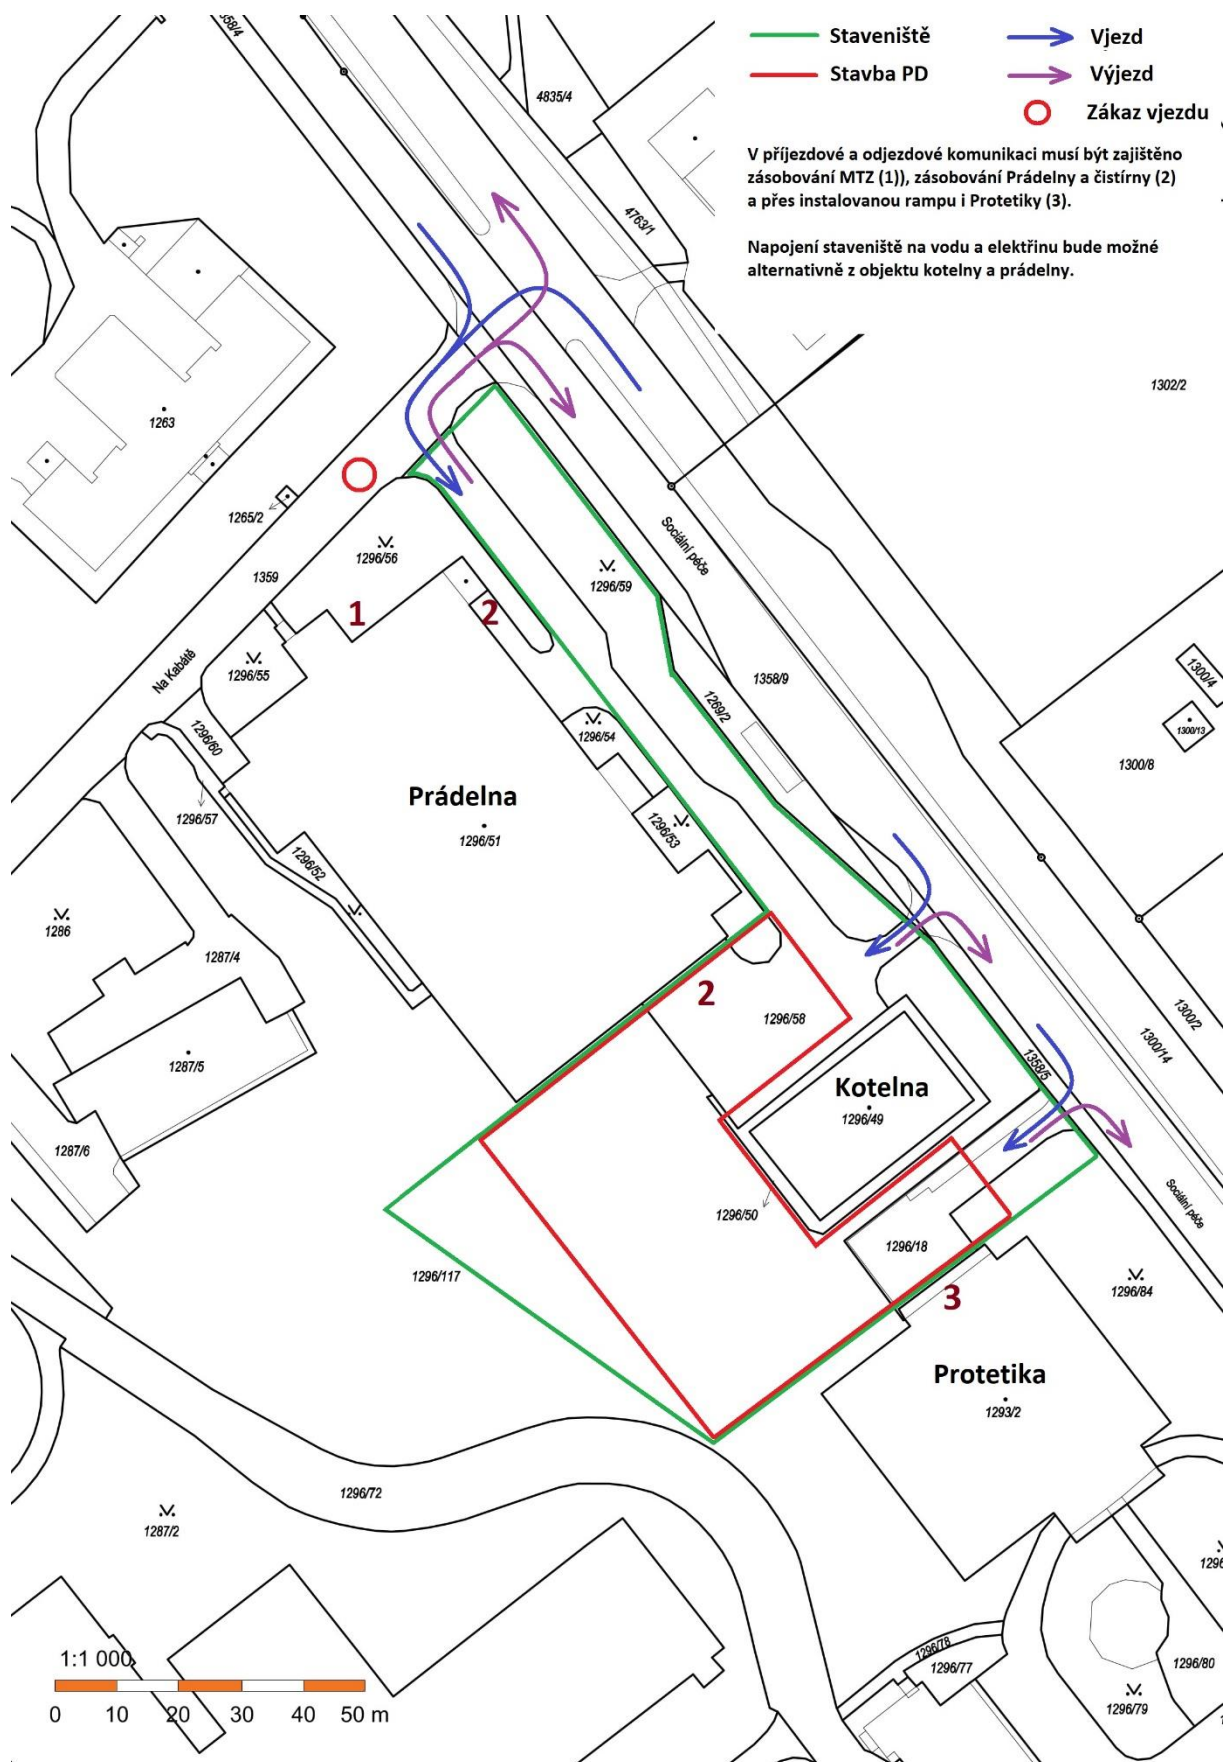 Staveniště
Vjezd
Stavba PD
Výjezd
Zákaz vjezdu
V příjezdové a odjezdové komunikaci musí být zajištěno
zásobování MTZ (1)), zásobování Prádelny a čistírny (2)
a přes instalovanou rampu i Protetiky (3).
Napojení staveniště na vodu a elektřinu bude možné
alternativně z objektu kotelny a prádelny.
4835/4
4763/1
1302/2
1263
1265/2
1359
1296/56
1296/59
Sociální péče
1
2
1296/55
Na Kabátě
1296/60
1296/57
1296/52
1296/54
1296/53
1269/2
1358/9
1300/4
1300/13
1300/8
Prádelna
1296/51
1286
1287/4
1287/5
1287/6
2
1296/58
Kotelna
1296/49
1358/5
1300/2
1300/14
Sociální péče
1296/50
1296/18
1296/117
3
1296/84
Protetika
1293/2
1296/72
1287/2
1296/78
1296/77
1296/79
1296/80
1:1 000
0 10 20 30 40 50 m